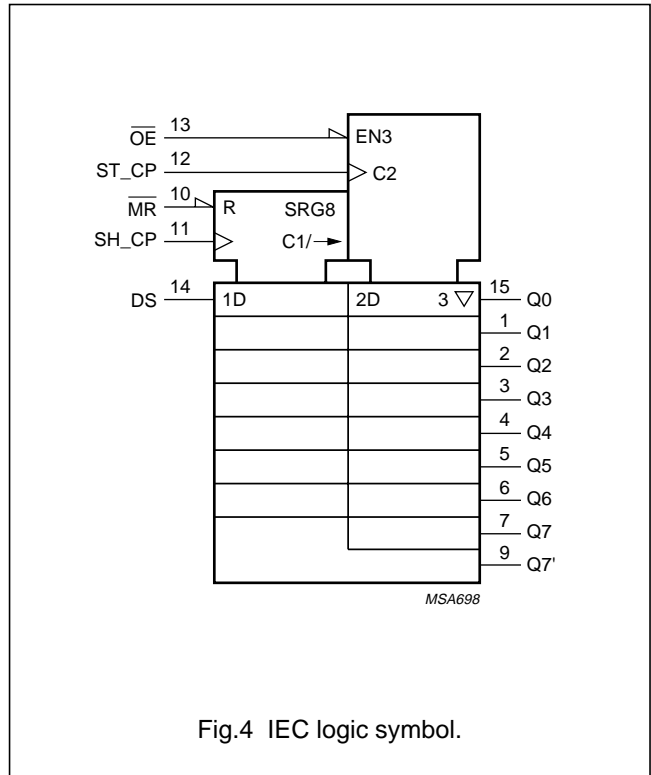 OE 13 EN3
ST_CP 12 C2
MR 10 R SRG8
SH_CP 11 C1/→
DS 14 1D 2D 3 ▽ 15 Q0
1 Q1
2 Q2
3 Q3
4 Q4
5 Q5
6 Q6
7 Q7
9 Q7'
MSA698
Fig.4 IEC logic symbol.